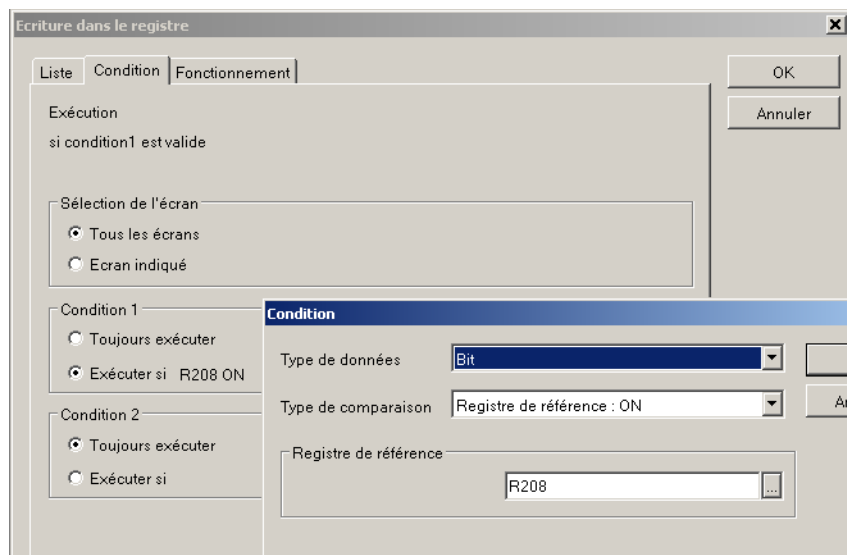 Ecriture dans le registre
Liste Condition Fonctionnement
OK
Annuler
Exécution
si condition1 est valide
Sélection de l'écran
Tous les écrans
Ecran indiqué
Condition 1
Toujours exécuter
Exécuter si R208 ON
Condition 2
Toujours exécuter
Exécuter si
Condition
Type de données Bit
Type de comparaison Registre de référence : ON
Registre de référence
R208 ...